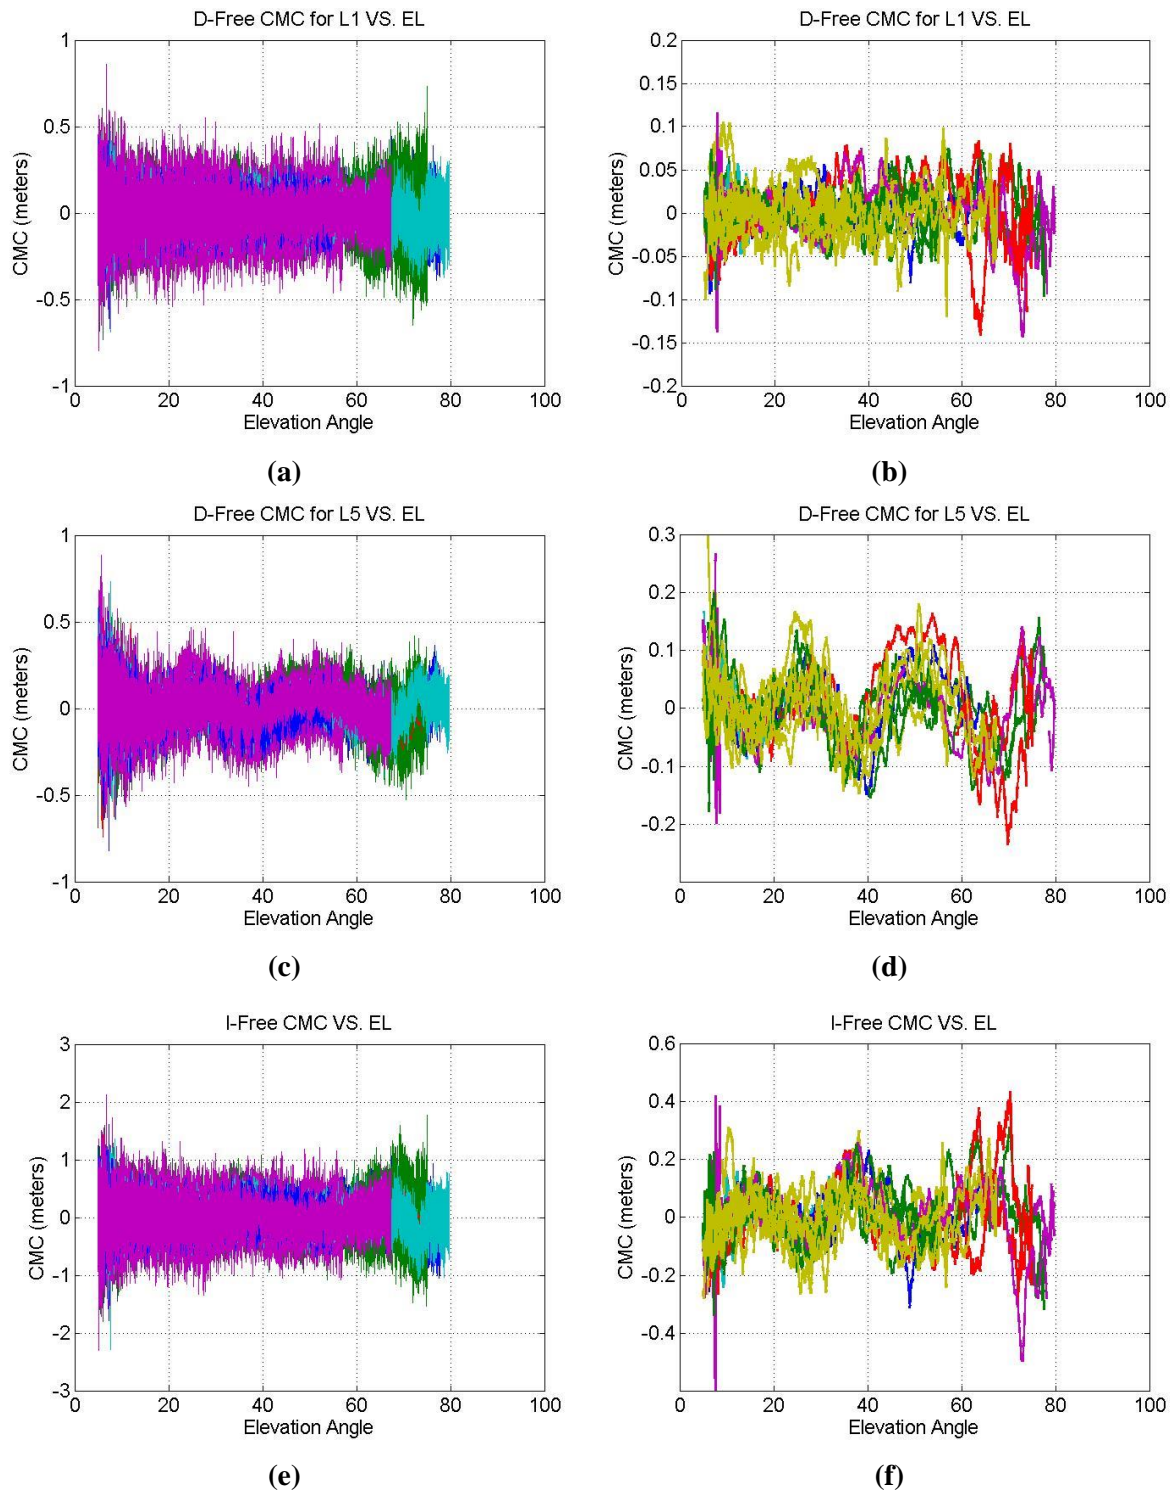 D-Free CMC for L1 VS. EL
1
0.5
0
-0.5
-1
0 20 40 60 80 100
CMC (meters)
Elevation Angle
(a)
D-Free CMC for L1 VS. EL
0.2
0.15
0.1
0.05
0
-0.05
-0.1
-0.15
-0.2
0 20 40 60 80 100
CMC (meters)
Elevation Angle
(b)
D-Free CMC for L5 VS. EL
1
0.5
0
-0.5
-1
0 20 40 60 80 100
CMC (meters)
Elevation Angle
(c)
D-Free CMC for L5 VS. EL
0.3
0.2
0.1
0
-0.1
-0.2
0 20 40 60 80 100
CMC (meters)
Elevation Angle
(d)
I-Free CMC VS. EL
3
2
1
0
-1
-2
-3
0 20 40 60 80 100
CMC (meters)
Elevation Angle
(e)
I-Free CMC VS. EL
0.6
0.4
0.2
0
-0.2
-0.4
0 20 40 60 80 100
CMC (meters)
Elevation Angle
(f)